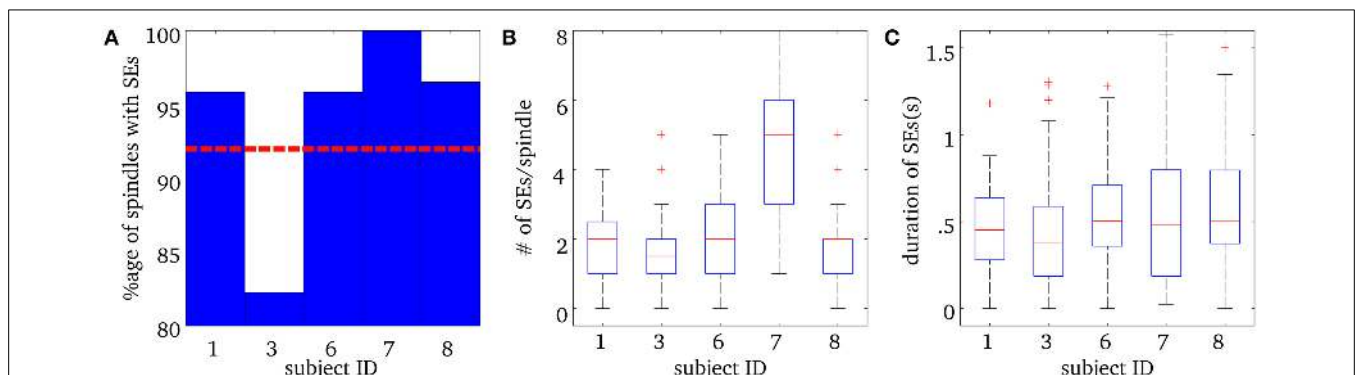 A
%age of spindles with SEs
100
95
90
85
80
1 3 6 7 8
subject ID
B
# of SEs/spindle
8
6
4
2
0
1 3 6 7 8
subject ID
C
duration of SEs(s)
1.5
1
.5
0
1 3 6 7 8
subject ID